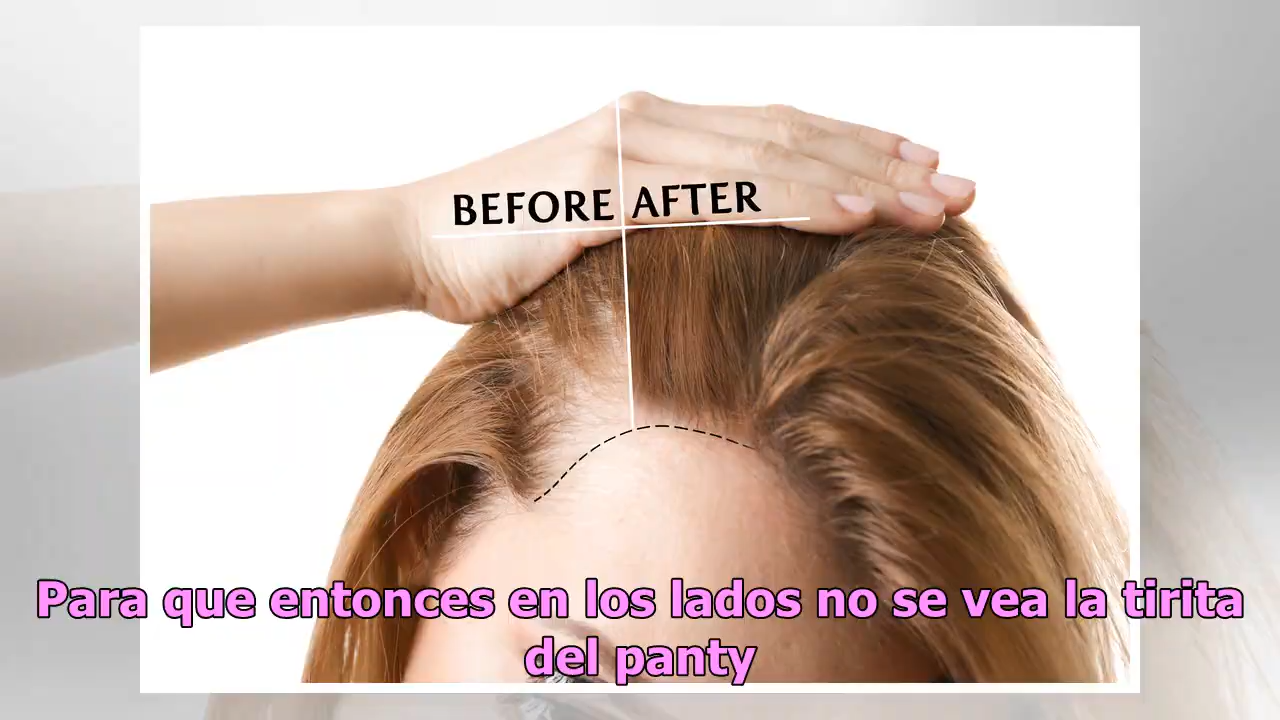 BEFORE AFTER
Para que entonces en los lados no se vea la tirita
del panty